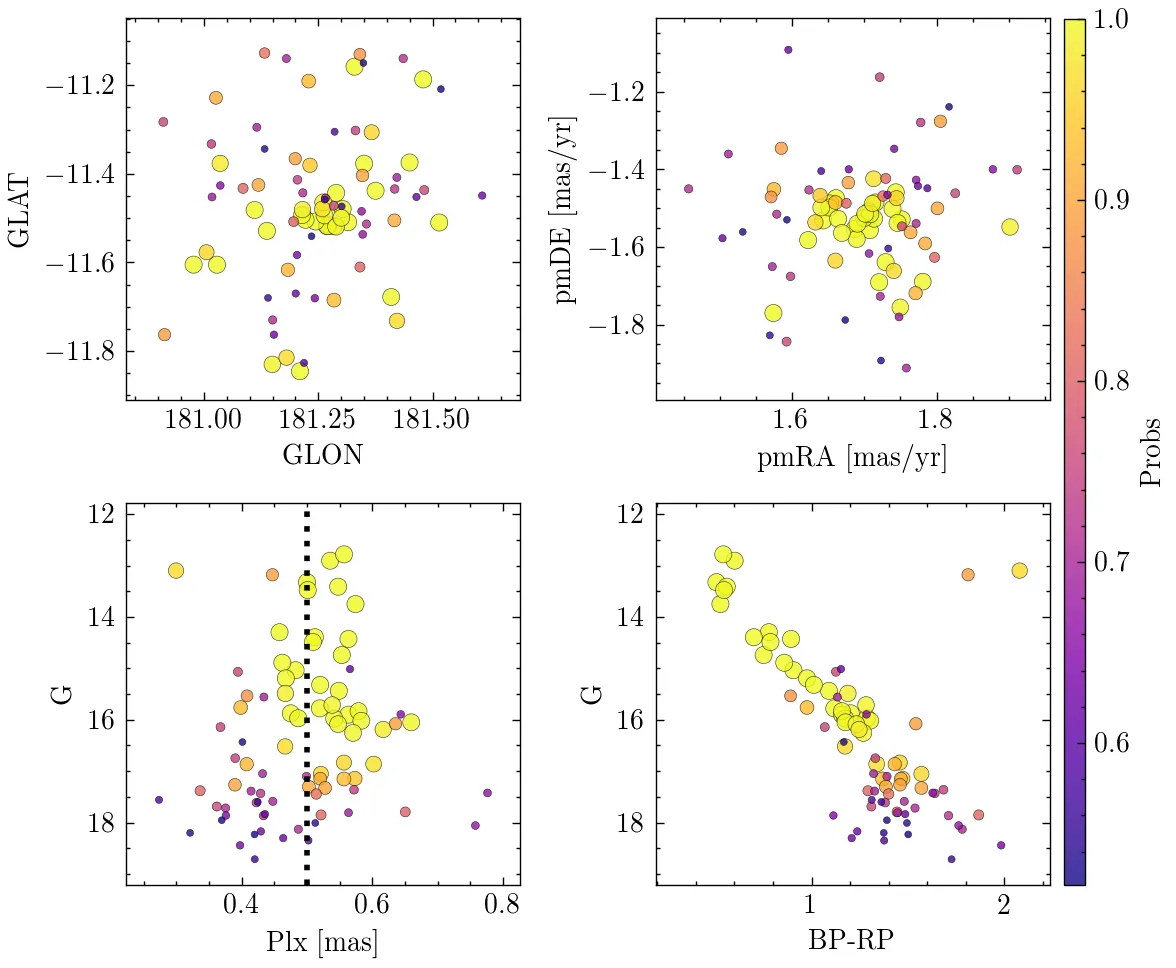 −11.2
−11.4
−11.6
−11.8
GLAT
181.00 181.25 181.50
GLON
−1.2
−1.4
−1.6
−1.8
pmDE [mas/yr]
1.6 1.8
pmRA [mas/yr]
1.0
0.9
0.8
0.7
0.6
Probs
12
14
16
18
G
0.4 0.6 0.8
Plx [mas]
12
14
16
18
G
1 2
BP-RP